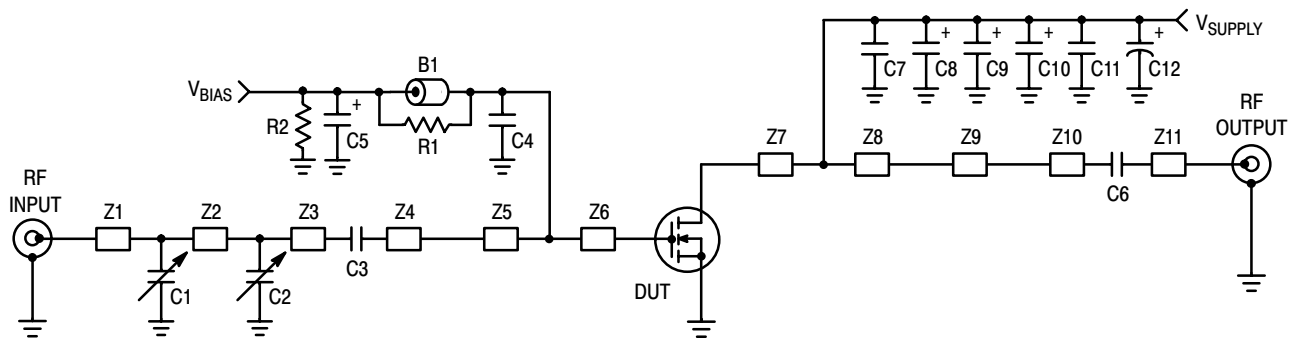 V_SUPPLY
+ + + +
C7 C8 C9 C10 C11 C12
B1
V_BIAS
+
R2 C5 R1 C4
RF
OUTPUT
Z7 Z8 Z9 Z10 Z11
C6
RF
INPUT
Z1 Z2 Z3 Z4 Z5 Z6
C3
C1 C2
DUT